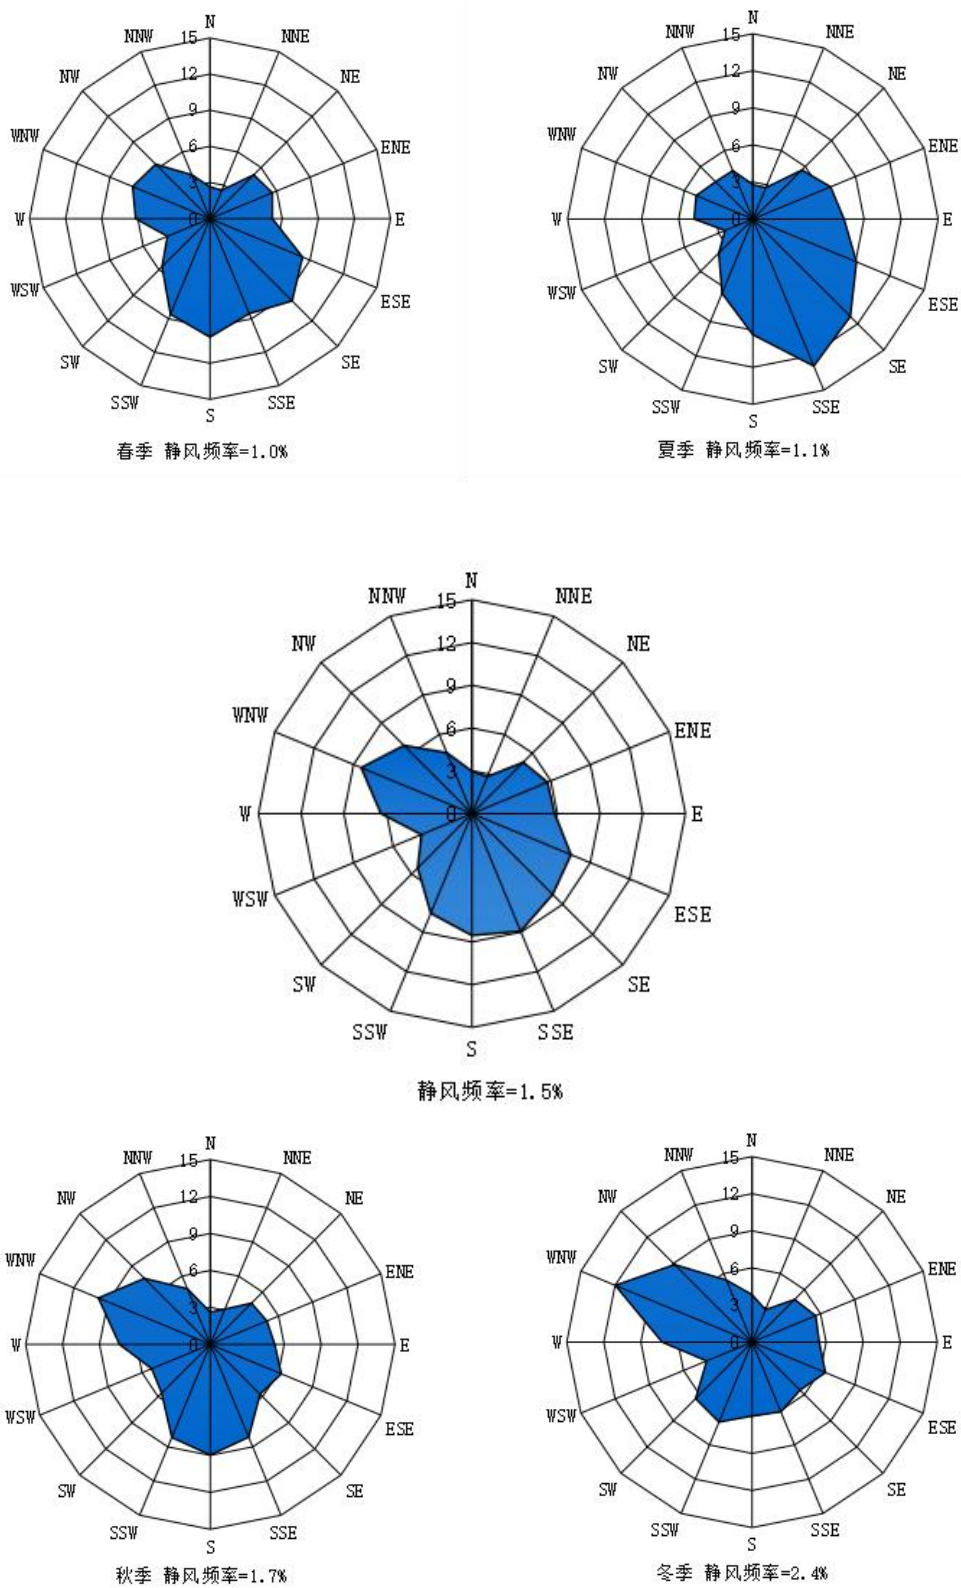 N
NNW
NNE
15
NW
NE
12
9
WNW
ENE
6
3
W
0
E
WSW
ESE
SW
SE
SSW
SSE
S
春季 静风频率=1.0%
N
NNW
NNE
15
NW
NE
12
9
WNW
ENE
6
3
W
0
E
WSW
ESE
SW
SE
SSW
SSE
S
夏季 静风频率=1.1%
N
NNW
NNE
15
NW
NE
12
9
WNW
ENE
6
3
W
0
E
WSW
ESE
SW
SE
SSW
SSE
S
静风频率=1.5%
N
NNW
NNE
15
NW
NE
12
9
WNW
ENE
6
3
W
0
E
WSW
ESE
SW
SE
SSW
SSE
S
秋季 静风频率=1.7%
N
NNW
NNE
15
NW
NE
12
9
WNW
ENE
6
3
W
0
E
WSW
ESE
SW
SE
SSW
SSE
S
冬季 静风频率=2.4%